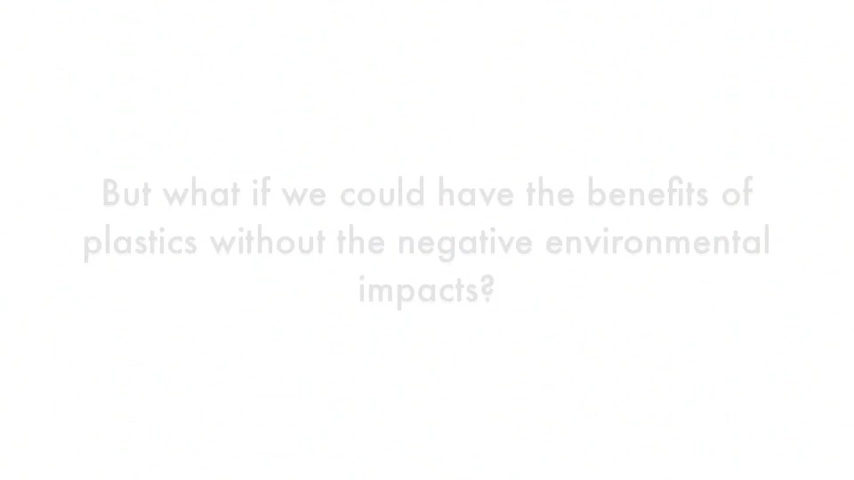 But what if we could have the benefits of
plastics without the negative environmental
impacts?